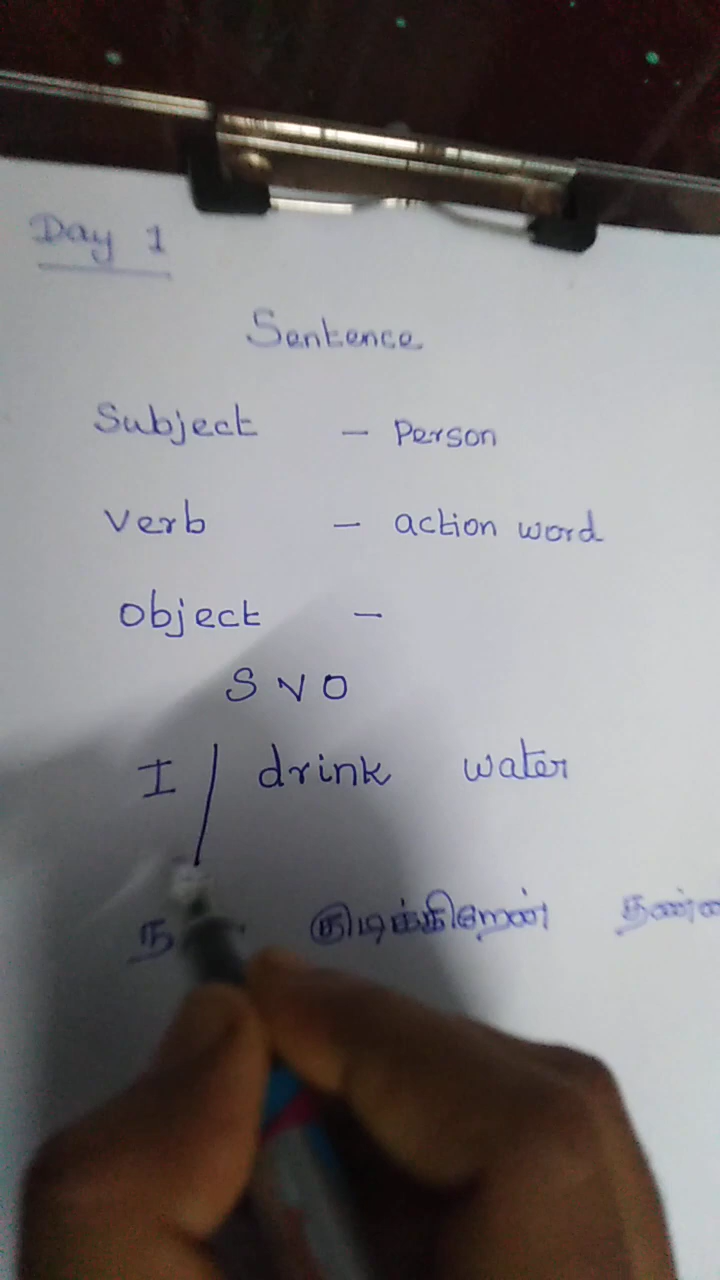 Day 1
Sentence
Subject - Person
Verb - action word
Object -
S V O
I / drink water
குடிக்கிறேன்